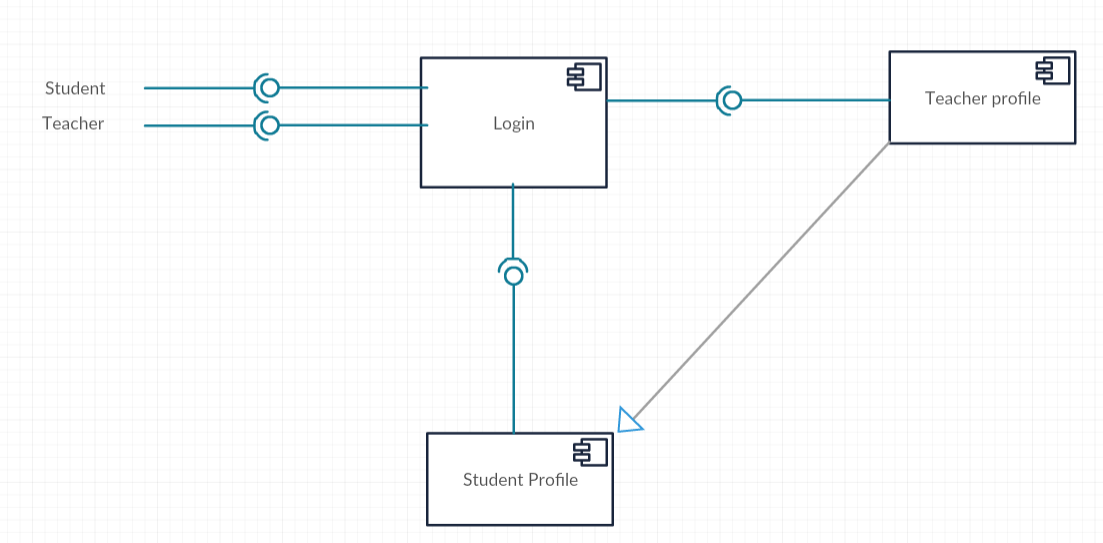 Student
Teacher
Login
Teacher profile
Student Profile